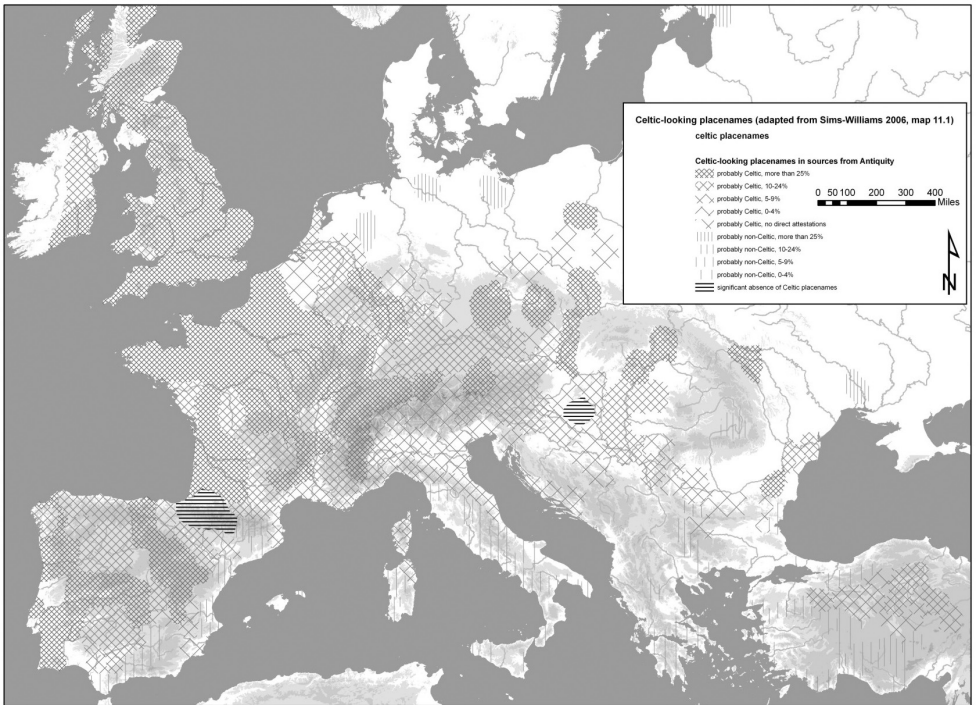 Celtic-looking placenames (adapted from Sims-Williams 2006, map 11.1)
celtic placenames
Celtic-looking placenames in sources from Antiquity
probably Celtic, more than 25%
probably Celtic, 10-24%
probably Celtic, 5-9%
probably Celtic, 0-4%
probably Celtic, no direct attestations
probably non-Celtic, more than 25%
probably non-Celtic, 10-24%
probably non-Celtic, 5-9%
probably non-Celtic, 0-4%
significant absence of Celtic placenames
0 50 100 200 300 400
Miles
N